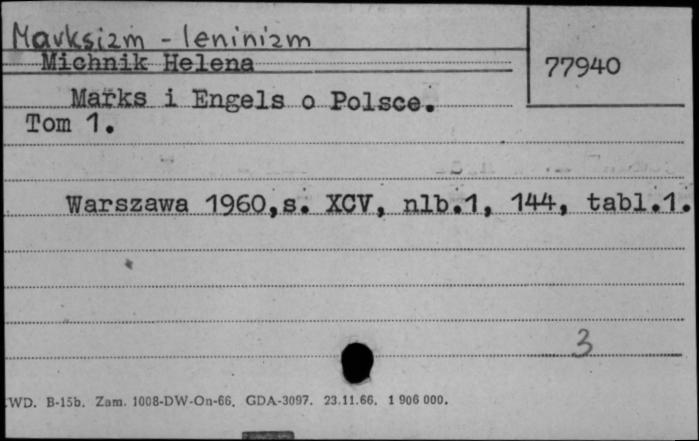 Marksizm - leninizm
Michnik Helena
77940
Marks i Engels o Polsce.
Tom 1.
Warszawa 1960,s. XCV, nlb.1, 144, tabl.1.
3
WD. B-15b. Zam. 1008-DW-On-66. GDA-3097. 23.11.66. 1 906 000.